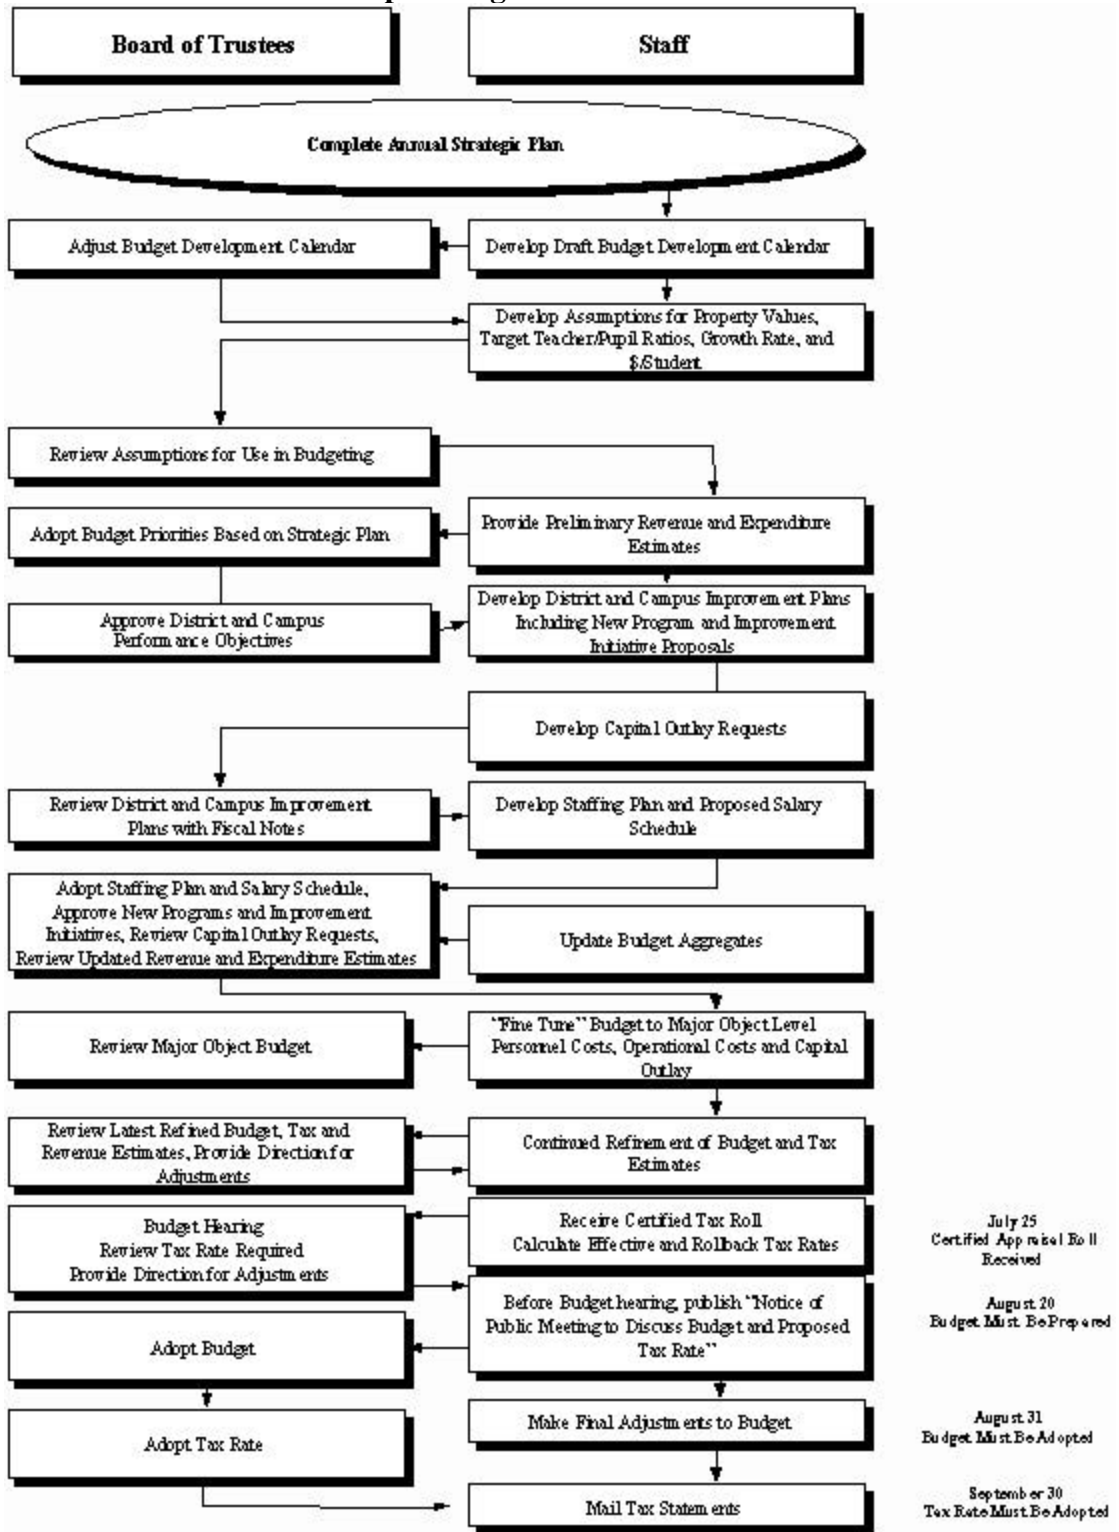 Board of Trustees
Staff
Complete Annual Strategic Plan
Adjust Budget Development Calendar
Develop Draft Budget Development Calendar
Develop Assumptions for Property Values,
Target Teacher/Pupil Ratios, Growth Rate, and
$/Student
Review Assumptions for Use in Budgeting
Adopt Budget Priorities Based on Strategic Plan
Provide Preliminary Revenue and Expenditure
Estimates
Approve District and Campus
Performance Objectives
Develop District and Campus Improvement Plans
Including New Program and Improvement
Initiative Proposals
Develop Capital Outlay Requests
Review District and Campus Improvement
Plans with Fiscal Notes
Develop Staffing Plan and Proposed Salary
Schedule
Adopt Staffing Plan and Salary Schedule,
Approve New Programs and Improvement
Initiatives, Review Capital Outlay Requests,
Review Updated Revenue and Expenditure Estimates
Update Budget Aggregates
Review Major Object Budget
"Fine Tune" Budget to Major Object Level
Personnel Costs, Operational Costs and Capital
Outlay
Review Latest Refined Budget, Tax and
Revenue Estimates, Provide Direction for
Adjustments
Continued Refinement of Budget and Tax
Estimates
Budget Hearing
Review Tax Rate Required
Provide Direction for Adjustments
Receive Certified Tax Roll
Calculate Effective and Rollback Tax Rates
July 25
Certified Appraisal Roll
Received
Before Budget hearing, publish "Notice of
Public Meeting to Discuss Budget and Proposed
Tax Rate"
August 20
Budget Must Be Prepared
Adopt Budget
Make Final Adjustments to Budget
August 31
Budget Must Be Adopted
Adopt Tax Rate
Mail Tax Statements
September 30
Tax Rate Must Be Adopted